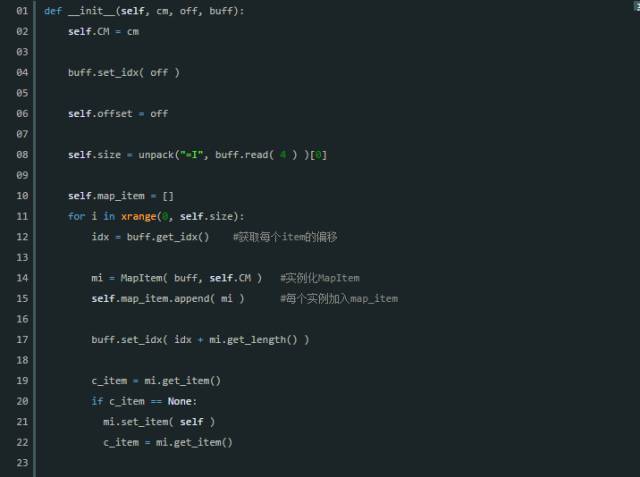 01 def __init__(self, cm, off, buff):
02     self.CM = cm
03
04     buff.set_idx( off )
05
06     self.offset = off
07
08     self.size = unpack("=I", buff.read( 4 ) )[0]
09
10     self.map_item = []
11     for i in xrange(0, self.size):
12         idx = buff.get_idx()    #获取每个item的偏移
13
14         mi = MapItem( buff, self.CM )   #实例化MapItem
15         self.map_item.append( mi )      #每个实例加入map_item
16
17         buff.set_idx( idx + mi.get_length() )
18
19         c_item = mi.get_item()
20         if c_item == None:
21           mi.set_item( self )
22           c_item = mi.get_item()
23